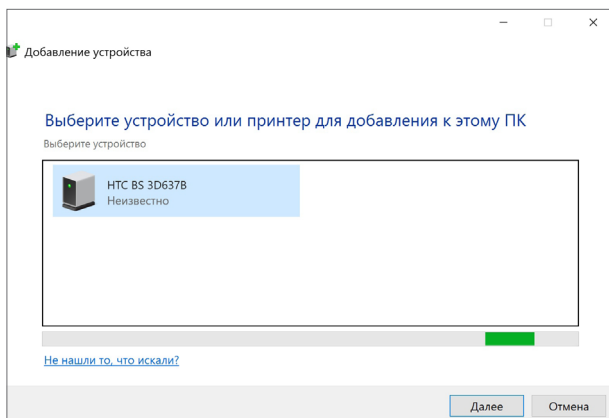 Добавление устройства
Выберите устройство или принтер для добавления к этому ПК
Выберите устройство
HTC BS 3D637B
Неизвестно
Не нашли то, что искали?
Далее
Отмена